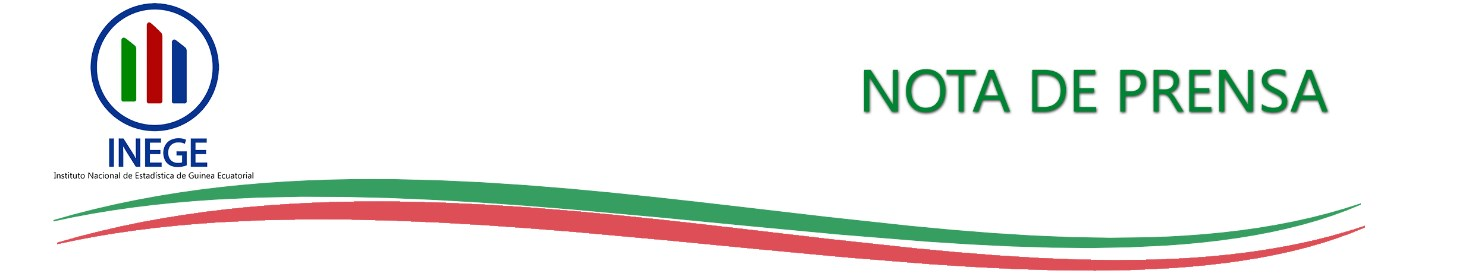 INEGE
Instituto Nacional de Estadística de Guinea Ecuatorial
NOTA DE PRENSA